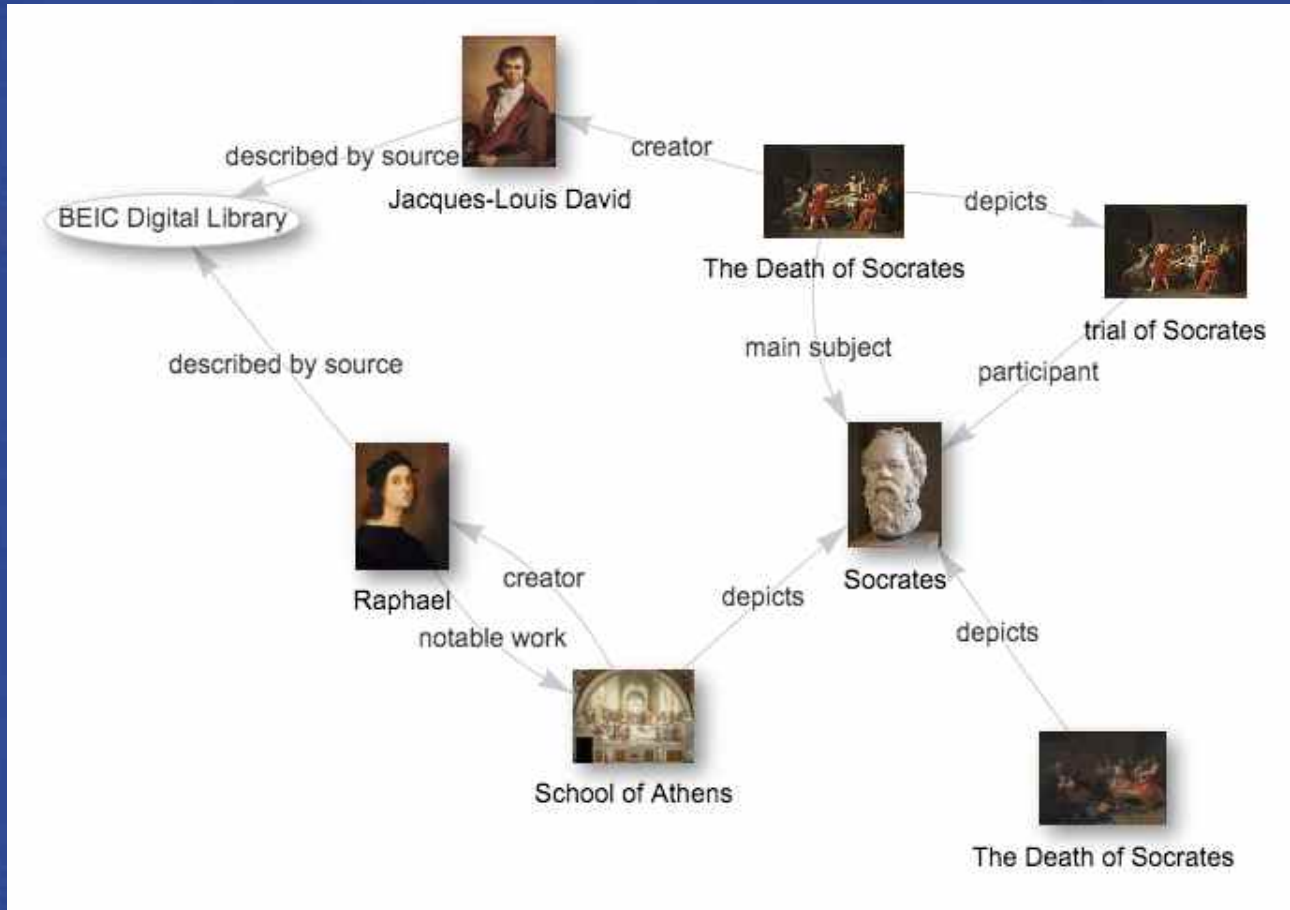 creator
described by source
Jacques-Louis David
depicts
BEIC Digital Library
The Death of Socrates
trial of Socrates
main subject
described by source
participant
Socrates
creator
Raphael
depicts
notable work
depicts
School of Athens
The Death of Socrates